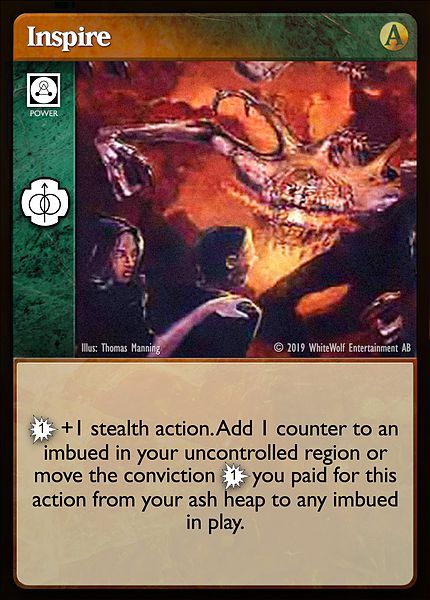 Inspire
A
POWER
Illus: Thomas Manning
© 2019 WhiteWolf Entertainment AB
1 +1 stealth action.Add 1 counter to an
imbued in your uncontrolled region or
move the conviction 1 you paid for this
action from your ash heap to any imbued
in play.